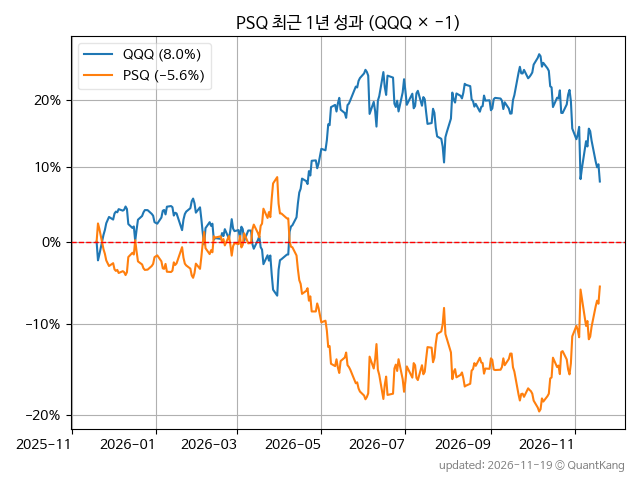 PSQ 최근 1년 성과 (QQQ × −1)
QQQ (8.0%)
PSQ (−5.6%)
20%
10%
0%
−10%
−20%
2025-11 2026-01 2026-03 2026-05 2026-07 2026-09 2026-11
updated: 2026-11-19 © QuantKang